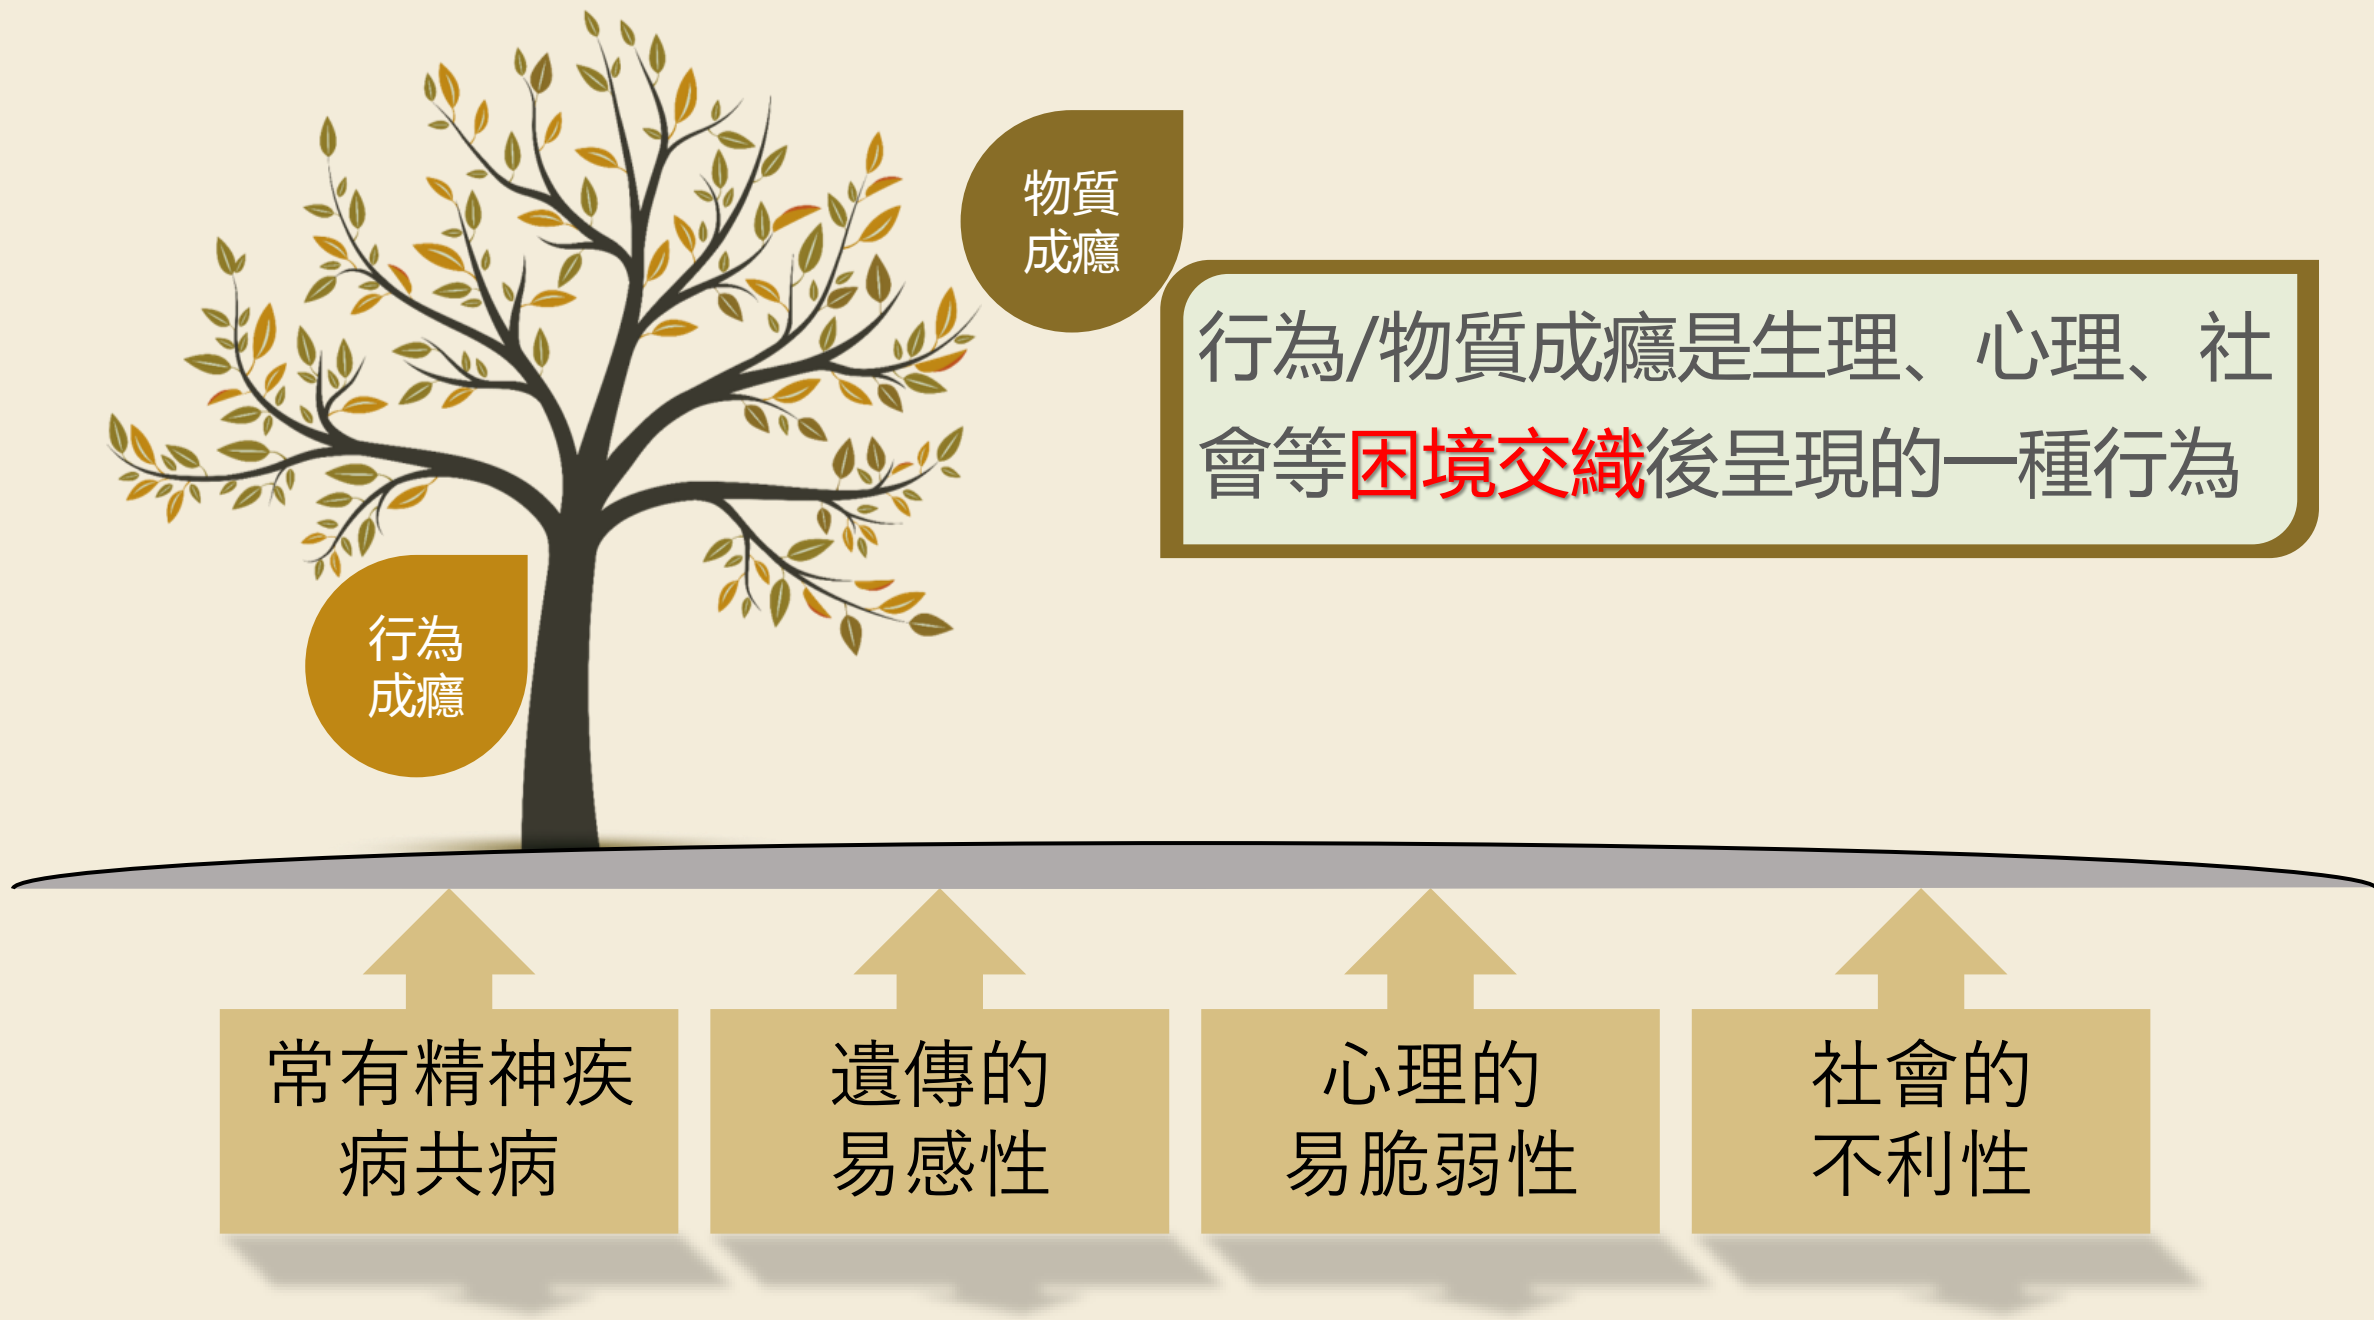 物質
成癮
行為/物質成癮是生理、心理、社
會等困境交織後呈現的一種行為
行為
成癮
常有精神疾
病共病
遺傳的
易感性
心理的
易脆弱性
社會的
不利性